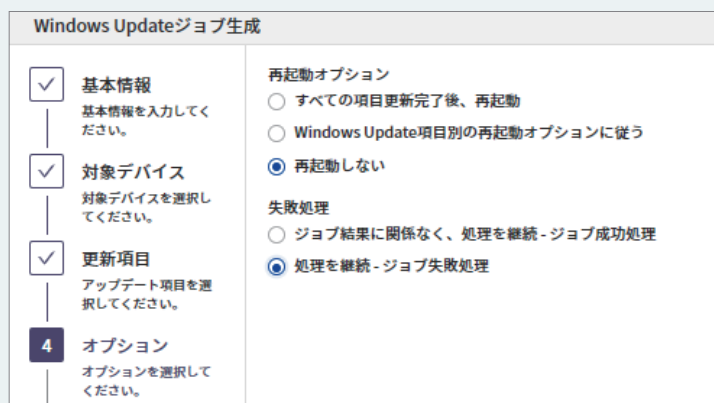 Windows Updateジョブ生成
基本情報
基本情報を入力してく
ださい。
対象デバイス
対象デバイスを選択し
てください。
更新項目
アップデート項目を選
択してください。
4 オプション
オプションを選択して
ください。
再起動オプション
すべての項目更新完了後、再起動
Windows Update項目別の再起動オプションに従う
再起動しない
失敗処理
ジョブ結果に関係なく、処理を継続 - ジョブ成功処理
処理を継続 - ジョブ失敗処理